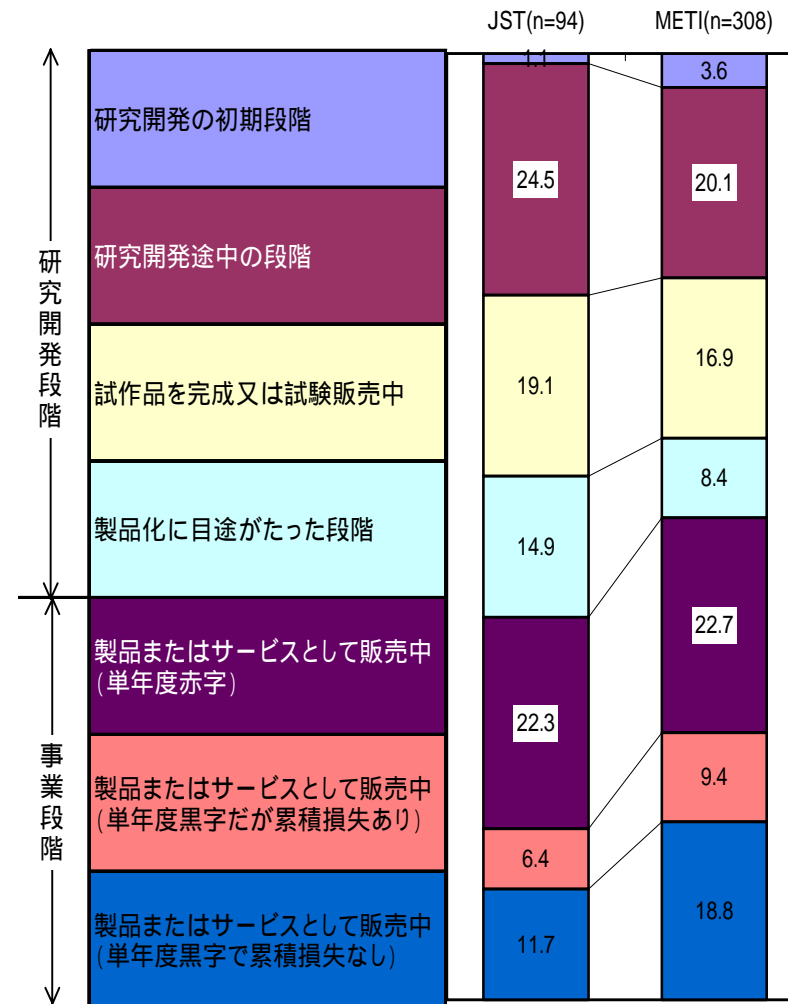 JST(n=94) METI(n=308)
研究開発段階
研究開発の初期段階
研究開発途中の段階
試作品を完成又は試験販売中
製品化に目途がたった段階
事業段階
製品またはサービスとして販売中
(単年度赤字)
製品またはサービスとして販売中
(単年度黒字だが累積損失あり)
製品またはサービスとして販売中
(単年度黒字で累積損失なし)
1.1
24.5
19.1
14.9
22.3
6.4
11.7
3.6
20.1
16.9
8.4
22.7
9.4
18.8